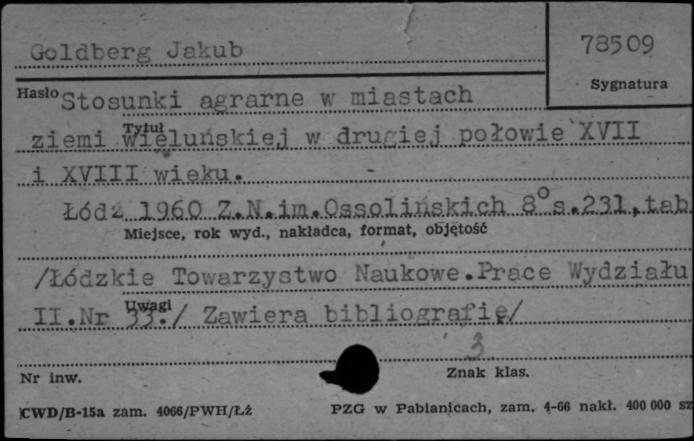 Goldberg Jakub
78509
Sygnatura
Hasło Stosunki agrarne w miastach
Tytuł
ziemi wieluńskiej w drugiej połowie XVII
i XVIII wieku.
Łódź 1960 Z.N.im.Ossolińskich 8° s.231,tab
Miejsce, rok wyd., nakładca, format, objętość
/Łódzkie Towarzystwo Naukowe.Prace Wydziału
Uwagi
II.Nr 33./ Zawiera bibliografię/
3
Nr inw.
Znak klas.
CWD/B-15a zam. 4066/PWH/Łż
PZG w Pabianicach, zam. 4-66 nakł. 400 000 sz